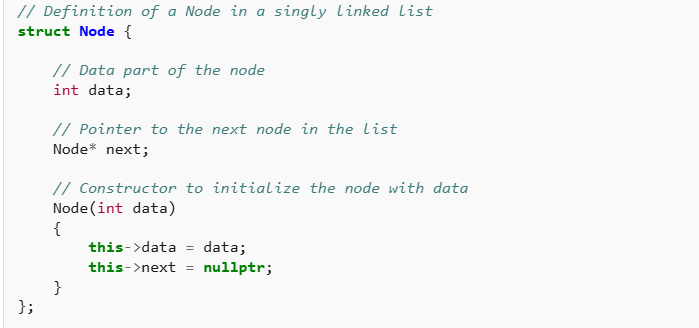 // Definition of a Node in a singly linked list
struct Node {
// Data part of the node
int data;
// Pointer to the next node in the list
Node* next;
// Constructor to initialize the node with data
Node(int data)
{
this->data = data;
this->next = nullptr;
}
};